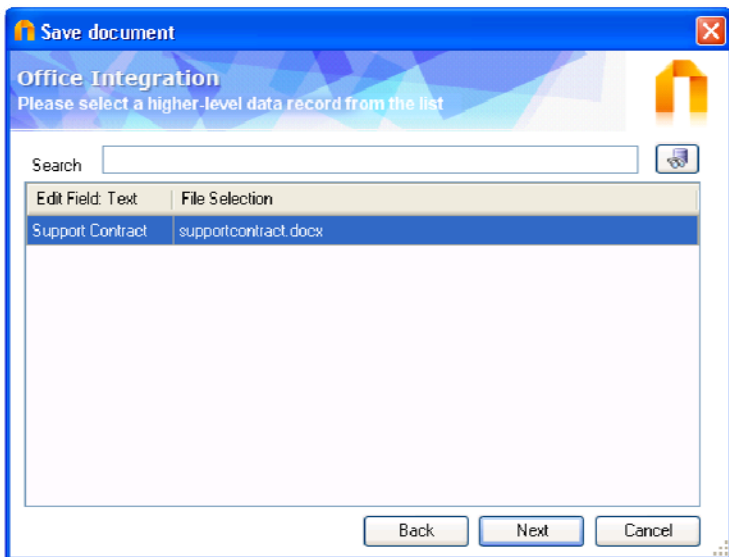 Save document
Office Integration
Please select a higher-level data record from the list
Search
Edit Field: Text File Selection
Support Contract supportcontract.docx
Back Next Cancel